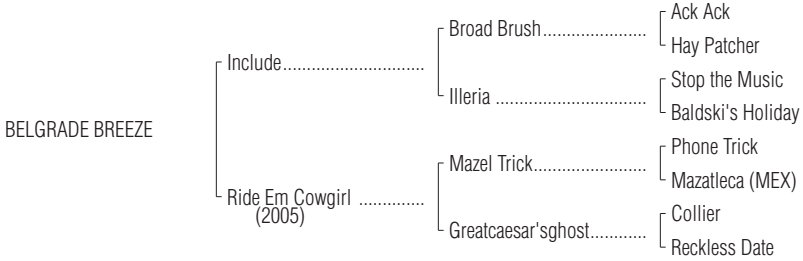 Ack Ack
Broad Brush......................
Hay Patcher
Include.............................
Stop the Music
Illeria ...............................
Baldski's Holiday
BELGRADE BREEZE
Phone Trick
Mazel Trick.......................
Mazatleca (MEX)
Ride Em Cowgirl ..............
(2005)
Collier
Greatcaesar'sghost............
Reckless Date